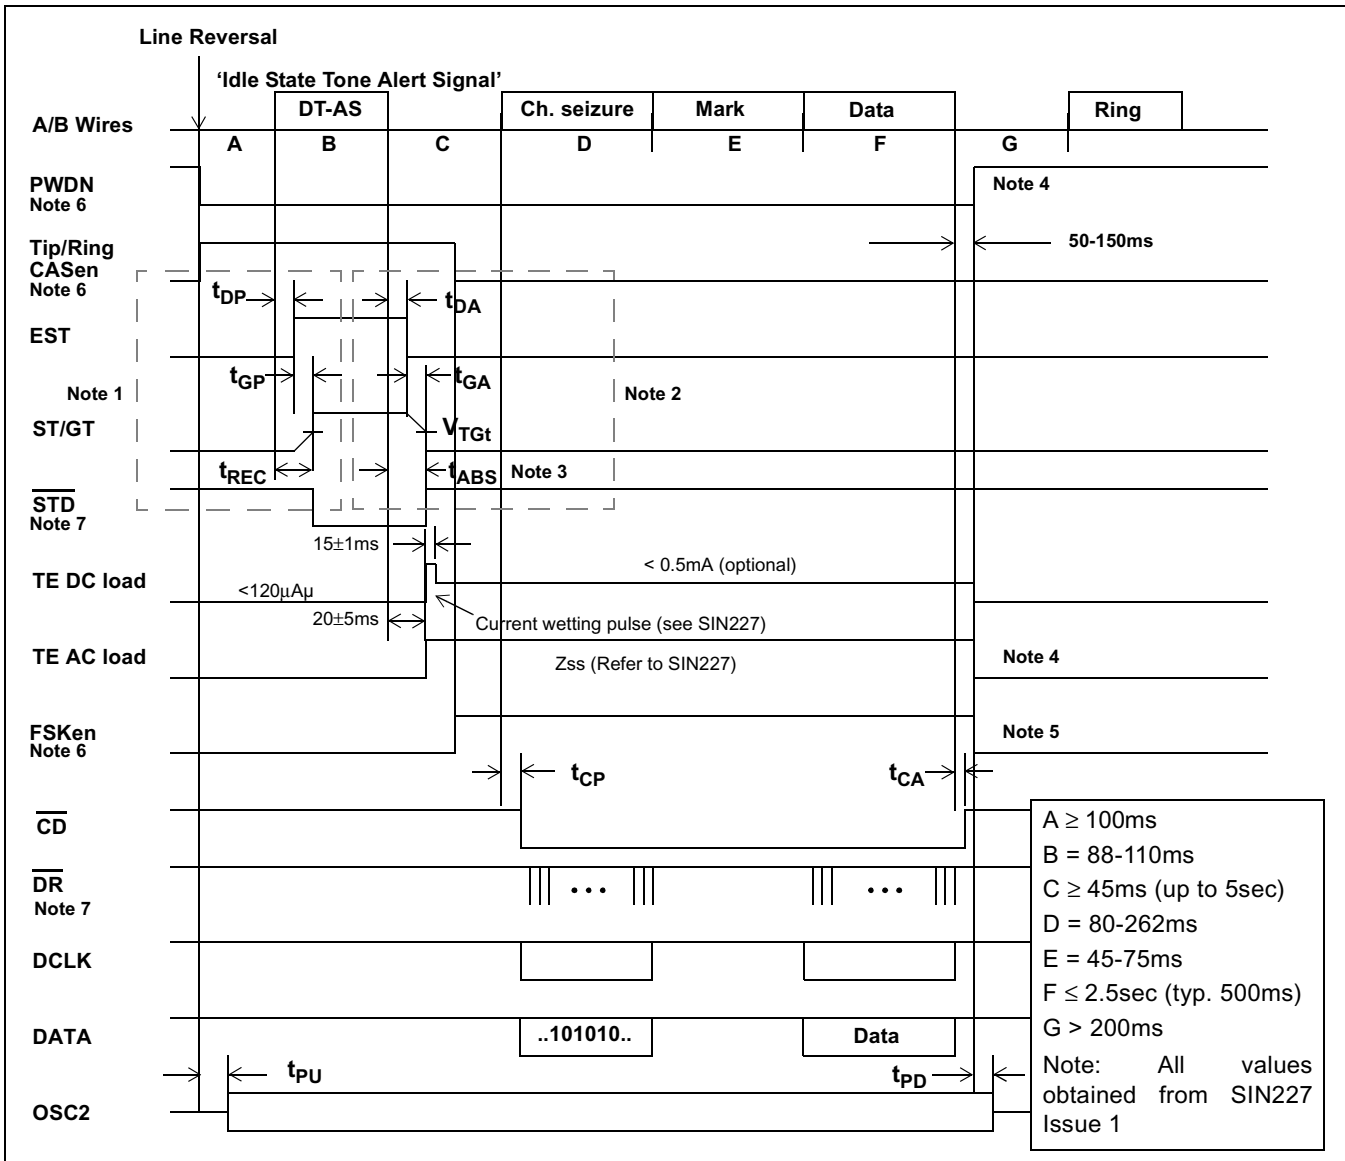 Line Reversal
'Idle State Tone Alert Signal'
A/B Wires
DT-AS
Ch. seizure
Mark
Data
Ring
A
B
C
D
E
F
G
PWDN
Note 6
Note 4
50-150ms
Tip/Ring
CASen
Note 6
tDP
tDA
EST
tGP
tGA
Note 1
Note 2
ST/GT
VTGt
tREC
tABS
Note 3
STD
Note 7
15±1ms
TE DC load
<120µAµ
< 0.5mA (optional)
20±5ms
Current wetting pulse (see SIN227)
TE AC load
Zss (Refer to SIN227)
Note 4
FSKen
Note 6
Note 5
tCP
tCA
CD
DR
Note 7
• • •
• • •
DCLK
DATA
..101010..
Data
tPU
tPD
OSC2
A ≥ 100ms
B = 88-110ms
C ≥ 45ms (up to 5sec)
D = 80-262ms
E = 45-75ms
F ≤ 2.5sec (typ. 500ms)
G > 200ms
Note: All values
obtained from SIN227
Issue 1